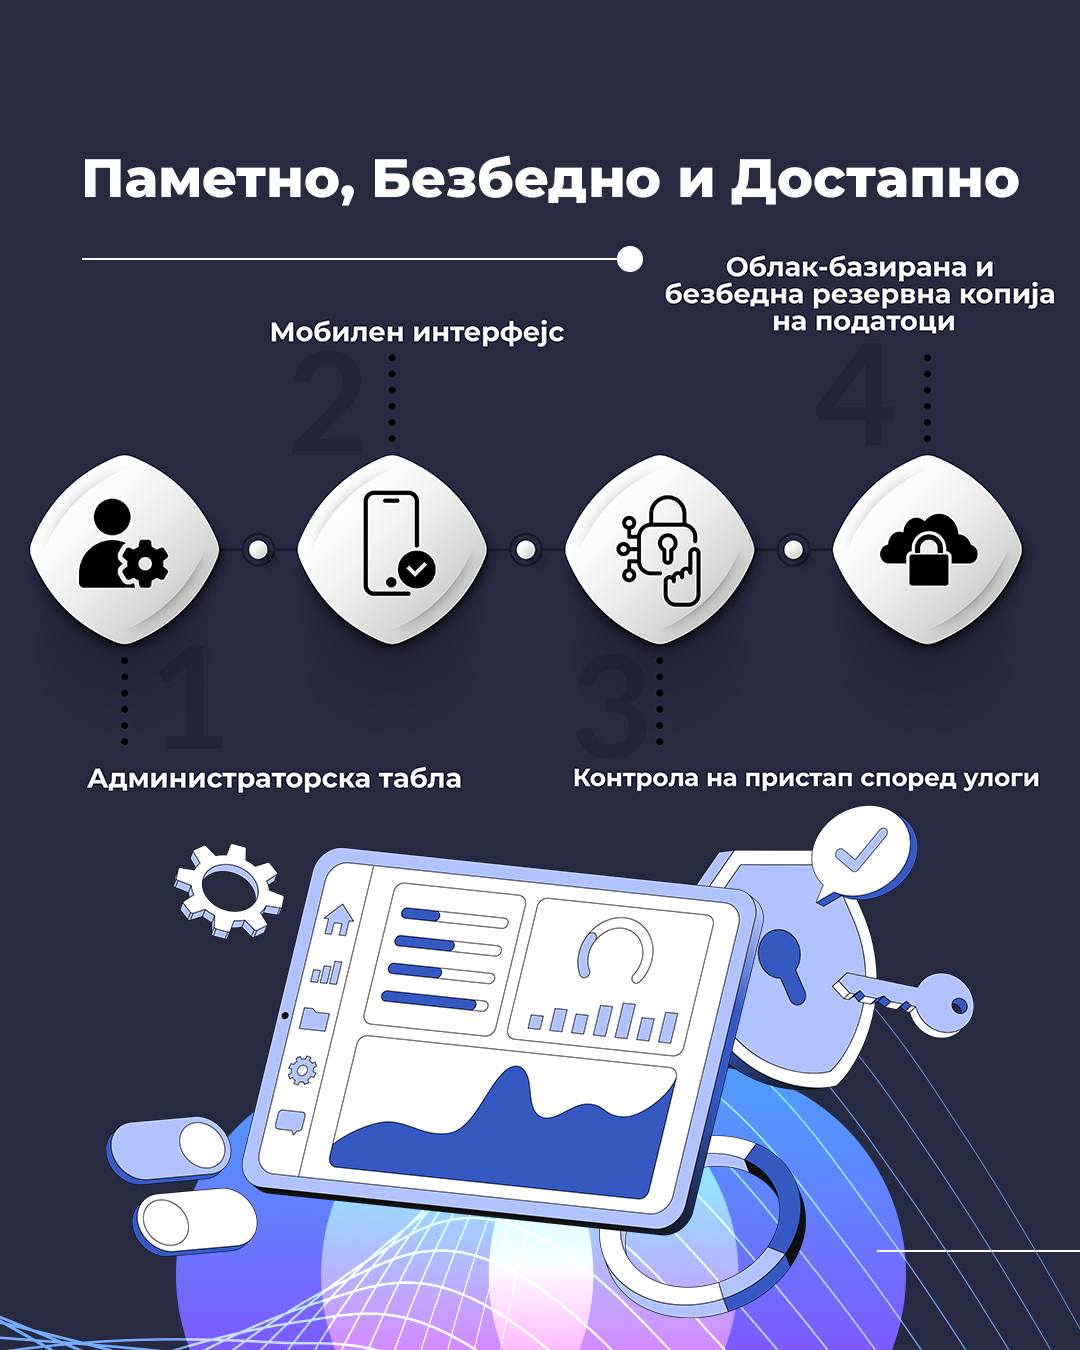 Паметно, Безбедно и Достапно
Облак-базирана и
безбедна резервна копија
на податоци
Мобилен интерфејс
2
4
1
3
Администраторска табла
Контрола на пристап според улоги